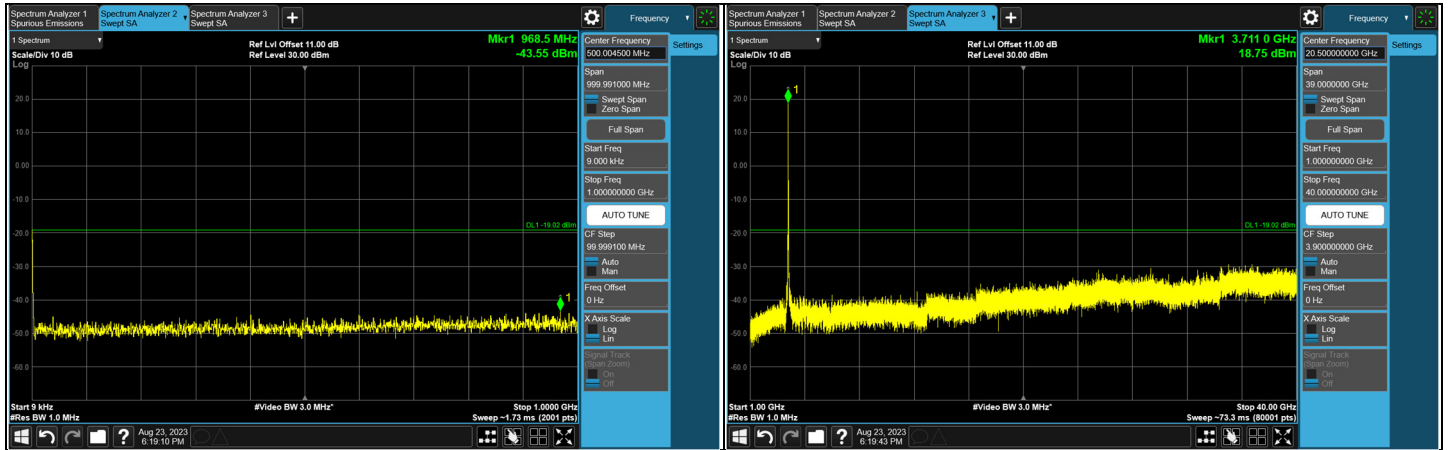 Spectrum Analyzer 1
Spurious Emissions
Spectrum Analyzer 2
Swept SA
Spectrum Analyzer 3
Swept SA
Frequency
1 Spectrum
Scale/Div 10 dB
Log
Ref Lvl Offset 11.00 dB
Ref Level 30.00 dBm
Mkr1 968.5 MHz
-43.55 dBm
20.0
10.0
0.00
-10.0
-20.0
-30.0
-40.0
-50.0
-60.0
DL1 -19.02 dBm
1
Start 9 kHz
#Res BW 1.0 MHz
#Video BW 3.0 MHz*
Stop 1.0000 GHz
Sweep ~1.73 ms (2001 pts)
Center Frequency
500.004500 MHz
Span
999.991000 MHz
Swept Span
Zero Span
Full Span
Start Freq
9.000 kHz
Stop Freq
1.000000000 GHz
AUTO TUNE
CF Step
99.999100 MHz
Auto
Man
Freq Offset
0 Hz
X Axis Scale
Log
Lin
Signal Track
(Span Zoom)
On
Off
Settings
?
Aug 23, 2023
6:19:10 PM
Spectrum Analyzer 1
Spurious Emissions
Spectrum Analyzer 2
Swept SA
Spectrum Analyzer 3
Swept SA
Frequency
1 Spectrum
Scale/Div 10 dB
Log
Ref Lvl Offset 11.00 dB
Ref Level 30.00 dBm
Mkr1 3.711 0 GHz
18.75 dBm
20.0
10.0
0.00
-10.0
-20.0
-30.0
-40.0
-50.0
-60.0
DL1 -19.02 dBm
1
Start 1.00 GHz
#Res BW 1.0 MHz
#Video BW 3.0 MHz*
Stop 40.00 GHz
Sweep ~73.3 ms (80001 pts)
Center Frequency
20.500000000 GHz
Span
39.0000000 GHz
Swept Span
Zero Span
Full Span
Start Freq
1.000000000 GHz
Stop Freq
40.000000000 GHz
AUTO TUNE
CF Step
3.900000000 GHz
Auto
Man
Freq Offset
0 Hz
X Axis Scale
Log
Lin
Signal Track
(Span Zoom)
On
Off
Settings
?
Aug 23, 2023
6:19:43 PM